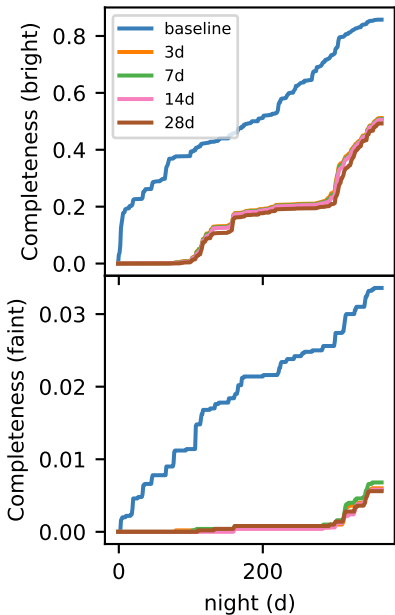 baseline
3d
7d
14d
28d
Completeness (bright)
0.8
0.6
0.4
0.2
0.0
Completeness (faint)
0.03
0.02
0.01
0.00
0
200
night (d)